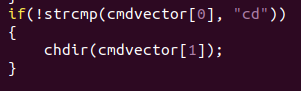 if(!strcmp(cmdvector[0], "cd"))
{
    chdir(cmdvector[1]);
}